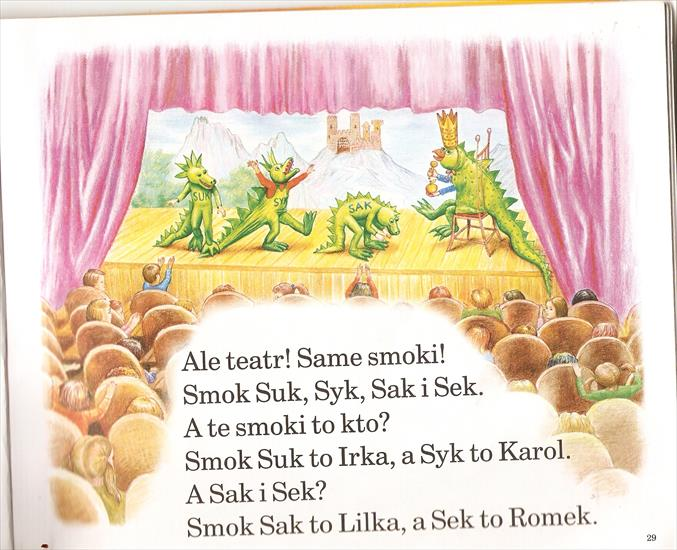 SUK
SY
SAK
Ale teatr! Same smoki!
Smok Suk, Syk, Sak i Sek.
A te smoki to kto?
Smok Suk to Irka, a Syk to Karol.
A Sak i Sek?
Smok Sak to Lilka, a Sek to Romek.
29